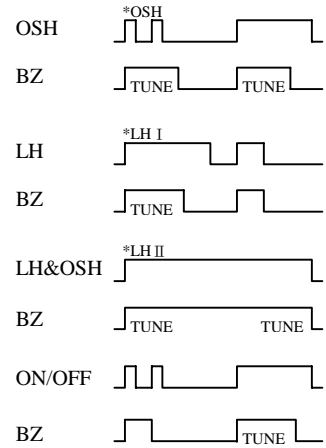 *OSH
OSH
BZ
TUNE TUNE
*LH Ⅰ
LH
BZ
TUNE
*LH Ⅱ
LH&OSH
BZ
TUNE TUNE
ON/OFF
BZ
TUNE